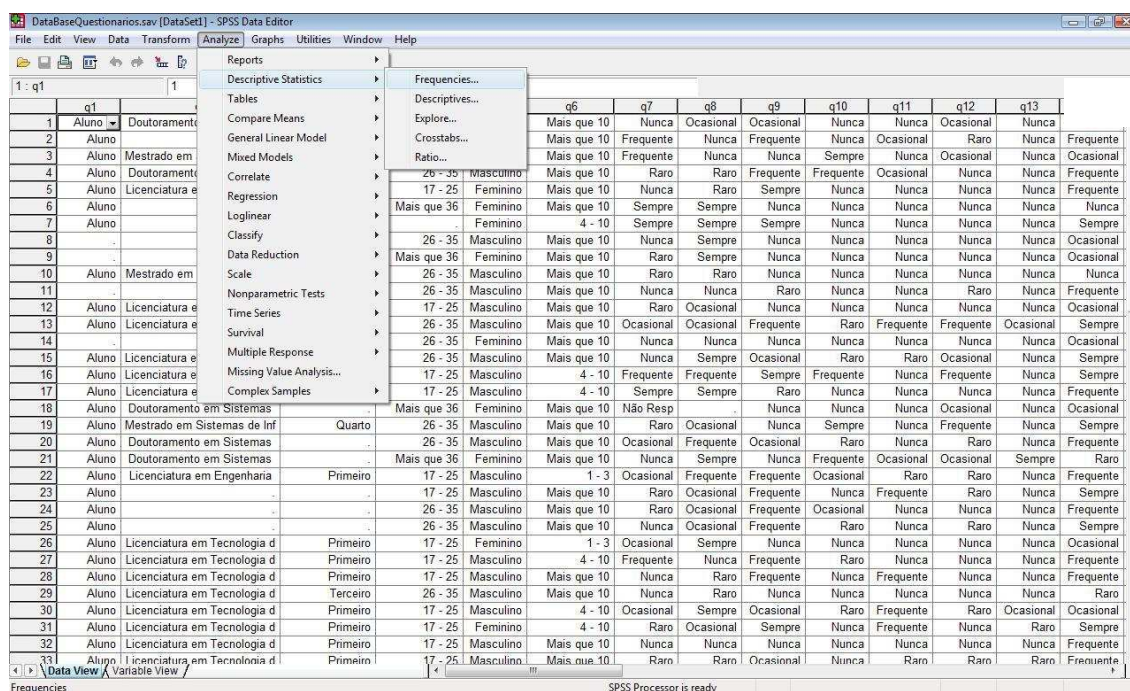 DataBaseQuestionarios.sav [DataSet1] - SPSS Data Editor
File Edit View Data Transform Analyze Graphs Utilities Window Help
1 : q1 1
Reports
Descriptive Statistics
Tables
Compare Means
General Linear Model
Mixed Models
Correlate
Regression
Loglinear
Classify
Data Reduction
Scale
Nonparametric Tests
Time Series
Survival
Multiple Response
Missing Value Analysis...
Complex Samples
Frequencies...
Descriptives...
Explore...
Crosstabs...
Ratio...
q1 q6 q7 q8 q9 q10 q11 q12 q13
1 Aluno Doutoramento Mais que 10 Nunca Ocasional Ocasional Nunca Nunca Ocasional Nunca
2 Aluno Mais que 10 Frequente Nunca Frequente Nunca Ocasional Raro Nunca Frequente
3 Aluno Mestrado em Mais que 10 Frequente Nunca Nunca Sempre Nunca Ocasional Nunca Ocasional
4 Aluno Doutoramento 26 - 35 Masculino Mais que 10 Raro Raro Frequente Frequente Ocasional Nunca Nunca Frequente
5 Aluno Licenciatura e 17 - 25 Feminino Mais que 10 Nunca Raro Sempre Nunca Nunca Nunca Nunca Frequente
6 Aluno Mais que 36 Feminino Mais que 10 Sempre Sempre Nunca Nunca Nunca Nunca Nunca Nunca
7 Aluno . Feminino 4 - 10 Sempre Sempre Sempre Nunca Nunca Nunca Nunca Sempre
8 . 26 - 35 Masculino Mais que 10 Nunca Sempre Nunca Nunca Nunca Nunca Nunca Ocasional
9 . Mais que 36 Feminino Mais que 10 Raro Sempre Nunca Nunca Nunca Nunca Nunca Ocasional
10 Aluno Mestrado em 26 - 35 Masculino Mais que 10 Raro Raro Nunca Nunca Nunca Nunca Nunca Nunca
11 . 26 - 35 Masculino Mais que 10 Nunca Nunca Raro Nunca Nunca Raro Nunca Frequente
12 Aluno Licenciatura e 17 - 25 Masculino Mais que 10 Raro Ocasional Nunca Nunca Nunca Nunca Nunca Ocasional
13 Aluno Licenciatura e 26 - 35 Masculino Mais que 10 Ocasional Ocasional Frequente Raro Frequente Frequente Ocasional Sempre
14 . 26 - 35 Feminino Mais que 10 Nunca Nunca Nunca Nunca Nunca Nunca Nunca Nunca
15 Aluno Licenciatura e 26 - 35 Masculino Mais que 10 Nunca Sempre Ocasional Raro Raro Ocasional Nunca Sempre
16 Aluno Licenciatura e 17 - 25 Masculino 4 - 10 Frequente Frequente Sempre Frequente Nunca Nunca Nunca Sempre
17 Aluno Licenciatura e 17 - 25 Masculino 4 - 10 Sempre Sempre Raro Nunca Nunca Nunca Nunca Sempre
18 Aluno Doutoramento em Sistemas . Mais que 36 Feminino Mais que 10 Não Resp . Nunca Nunca Nunca Ocasional Nunca Ocasional
19 Aluno Mestrado em Sistemas de Inf Quarto 26 - 35 Masculino Mais que 10 Raro Ocasional Nunca Sempre Nunca Frequente Nunca Sempre
20 Aluno Doutoramento em Sistemas . 26 - 35 Masculino Mais que 10 Ocasional Frequente Ocasional Raro Nunca Raro Nunca Frequente
21 Aluno Doutoramento em Sistemas . Mais que 36 Feminino Mais que 10 Nunca Sempre Nunca Frequente Ocasional Ocasional Sempre Raro
22 Aluno Licenciatura em Engenharia Primeiro 17 - 25 Masculino 1 - 3 Ocasional Frequente Frequente Ocasional Raro Raro Nunca Frequente
23 Aluno . . 17 - 25 Masculino Mais que 10 Raro Ocasional Frequente Nunca Frequente Raro Nunca Sempre
24 Aluno . . 26 - 35 Masculino Mais que 10 Raro Ocasional Frequente Ocasional Nunca Raro Nunca Frequente
25 Aluno . . 26 - 35 Masculino Mais que 10 Nunca Ocasional Frequente Raro Nunca Raro Nunca Sempre
26 Aluno Licenciatura em Tecnologia d Primeiro 17 - 25 Feminino 1 - 3 Ocasional Sempre Raro Nunca Nunca Nunca Nunca Ocasional
27 Aluno Licenciatura em Tecnologia d Primeiro 17 - 25 Masculino 4 - 10 Frequente Nunca Frequente Raro Nunca Nunca Nunca Frequente
28 Aluno Licenciatura em Tecnologia d Primeiro 17 - 25 Masculino Mais que 10 Nunca Raro Frequente Nunca Frequente Nunca Nunca Frequente
29 Aluno Licenciatura em Tecnologia d Terceiro 26 - 35 Masculino Mais que 10 Raro Nunca Nunca Nunca Nunca Nunca Nunca Raro
30 Aluno Licenciatura em Tecnologia d Primeiro 17 - 25 Masculino 4 - 10 Ocasional Sempre Ocasional Raro Frequente Raro Ocasional Ocasional
31 Aluno Licenciatura em Tecnologia d Primeiro 17 - 25 Feminino 4 - 10 Raro Ocasional Sempre Nunca Frequente Nunca Raro Sempre
32 Aluno Licenciatura em Tecnologia d Primeiro 17 - 25 Masculino Mais que 10 Nunca Nunca Nunca Nunca Nunca Nunca Nunca Frequente
33 Aluno Licenciatura em Tecnologia d Primeiro 17 - 25 Masculino Mais que 10 Raro Raro Ocasional Nunca Raro Raro Raro Frequente
Data View Variable View
Frequencies SPSS Processor is ready